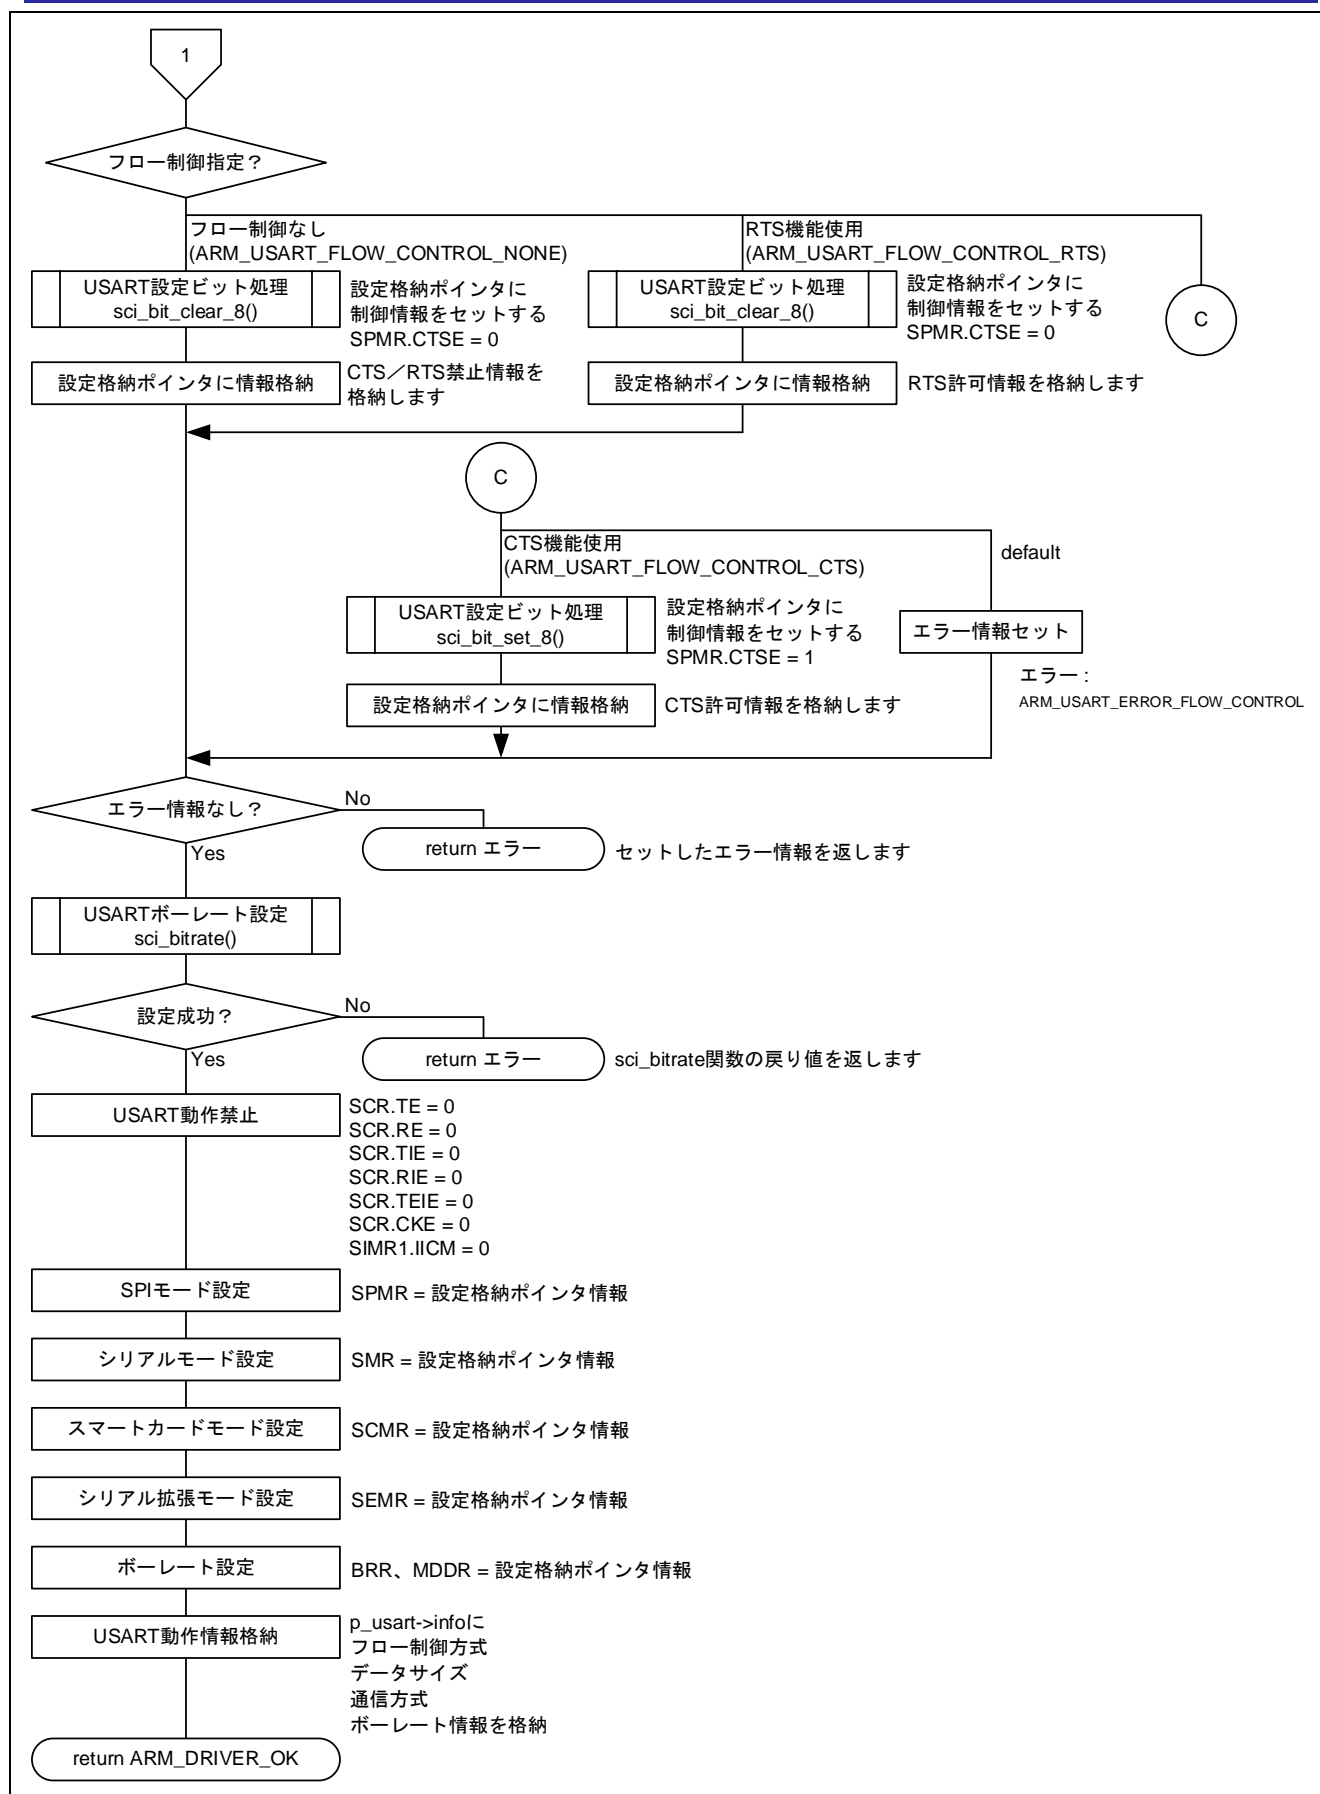 1
フロー制御指定？
フロー制御なし
(ARM_USART_FLOW_CONTROL_NONE)
RTS機能使用
(ARM_USART_FLOW_CONTROL_RTS)
USART設定ビット処理
sci_bit_clear_8()
設定格納ポインタに
制御情報をセットする
SPMR.CTSE = 0
USART設定ビット処理
sci_bit_clear_8()
設定格納ポインタに
制御情報をセットする
SPMR.CTSE = 0
C
設定格納ポインタに情報格納
CTS／RTS禁止情報を
格納します
設定格納ポインタに情報格納
RTS許可情報を格納します
C
CTS機能使用
(ARM_USART_FLOW_CONTROL_CTS)
default
USART設定ビット処理
sci_bit_set_8()
設定格納ポインタに
制御情報をセットする
SPMR.CTSE = 1
エラー情報セット
エラー :
ARM_USART_ERROR_FLOW_CONTROL
設定格納ポインタに情報格納
CTS許可情報を格納します
エラー情報なし？
No
return エラー
セットしたエラー情報を返します
Yes
USARTボーレート設定
sci_bitrate()
設定成功？
No
return エラー
sci_bitrate関数の戻り値を返します
Yes
USART動作禁止
SCR.TE = 0
SCR.RE = 0
SCR.TIE = 0
SCR.RIE = 0
SCR.TEIE = 0
SCR.CKE = 0
SIMR1.IICM = 0
SPIモード設定
SPMR = 設定格納ポインタ情報
シリアルモード設定
SMR = 設定格納ポインタ情報
スマートカードモード設定
SCMR = 設定格納ポインタ情報
シリアル拡張モード設定
SEMR = 設定格納ポインタ情報
ボーレート設定
BRR、MDDR = 設定格納ポインタ情報
USART動作情報格納
p_usart->infoに
フロー制御方式
データサイズ
通信方式
ボーレート情報を格納
return ARM_DRIVER_OK